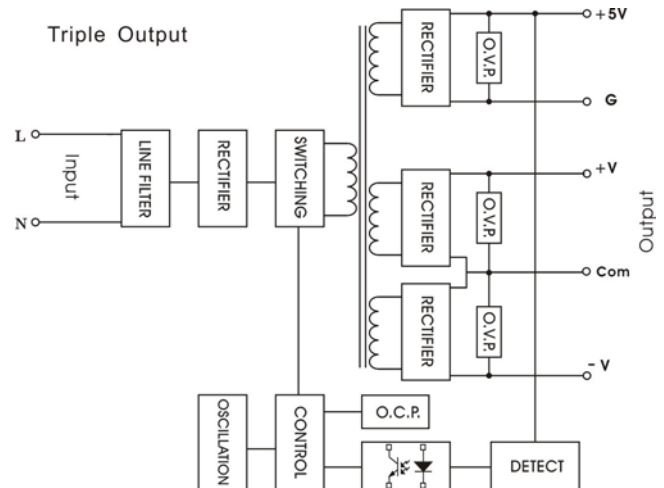 Triple Output
L
Input
N
LINE FILTER
RECTIFIER
SWITCHING
RECTIFIER
O.V.P.
+5V
G
RECTIFIER
O.V.P.
+V
Output
Com
RECTIFIER
O.V.P.
- V
OSCILLATION
CONTROL
O.C.P.
DETECT